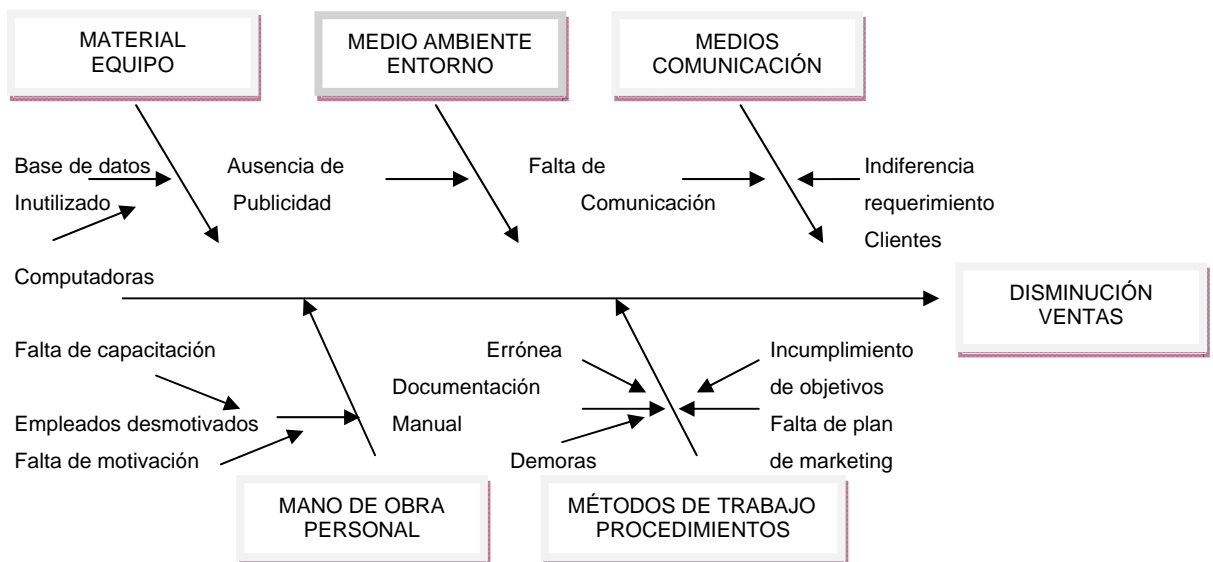 MATERIAL
EQUIPO
MEDIO AMBIENTE
ENTORNO
MEDIOS
COMUNICACIÓN
Base de datos
Inutilizado
Computadoras
Ausencia de
Publicidad
Falta de
Comunicación
Indiferencia
requerimiento
Clientes
DISMINUCIÓN
VENTAS
Falta de capacitación
Empleados desmotivados
Falta de motivación
Errónea
Documentación
Manual
Demoras
Incumplimiento
de objetivos
Falta de plan
de marketing
MANO DE OBRA
PERSONAL
MÉTODOS DE TRABAJO
PROCEDIMIENTOS